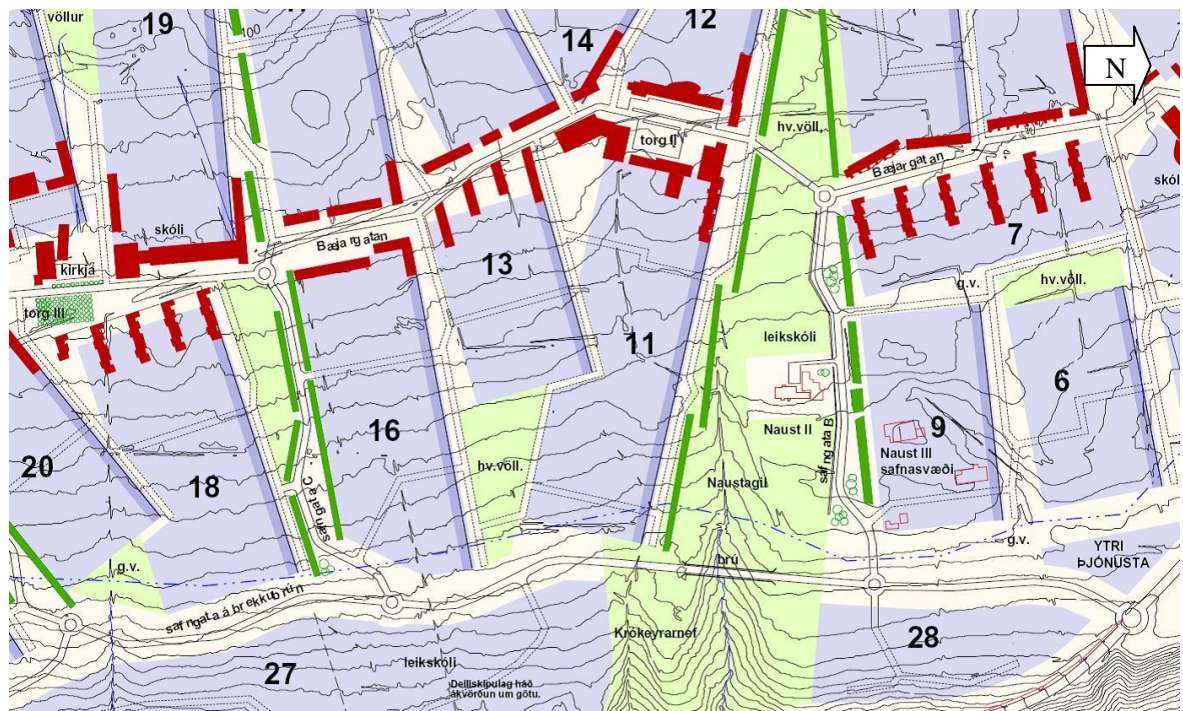 völlur
19
100
14
12
N
hv.völl.
torg II
Bæjargatan
skól
7
skóli
Bæjargatan
kirkja
13
g.v.
hv.völl.
torg III
11
leikskóli
6
16
Naust II
9
Naust III
safnasvæði
20
18
hv.völl.
safngata B
Naustagil
safngata C
g.v.
g.v.
brú
YTRI
ÞJÓNUSTA
safngata á brekkubrún
Krókeyrarnef
28
27
leikskóli
Deiliskipulag háð
ákvörðun um götu.